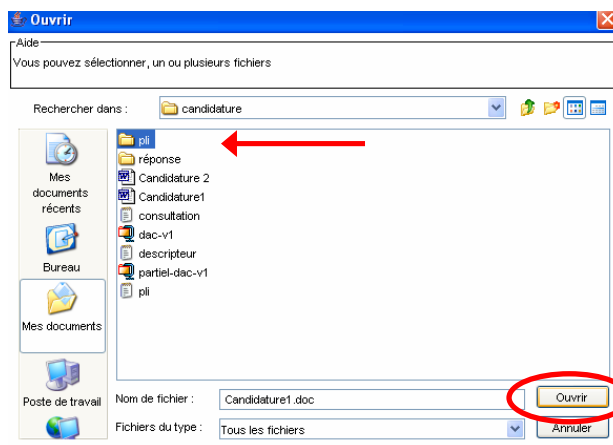 Ouvrir
Aide
Vous pouvez sélectionner, un ou plusieurs fichiers
Rechercher dans :
candidature
Mes
documents
récents
Bureau
Mes documents
Poste de travail
pli
réponse
Candidature 2
Candidature1
consultation
dac-v1
descripteur
partiel-dac-v1
pli
Nom de fichier :
Candidature1.doc
Ouvrir
Fichiers du type :
Tous les fichiers
Annuler